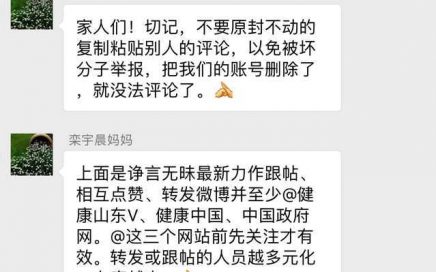 家人们！切记，不要原封不动的
复制粘贴别人的评论，以免被坏
分子举报，把我们的账号删除了
，就没法评论了。
栾宇晨妈妈
上面是诤言无昧最新力作跟帖、
相互点赞、转发微博并至少@健
康山东V、健康中国、中国政府
网。@这三个网站前先关注才有
效。转发或跟帖的人员越多元化